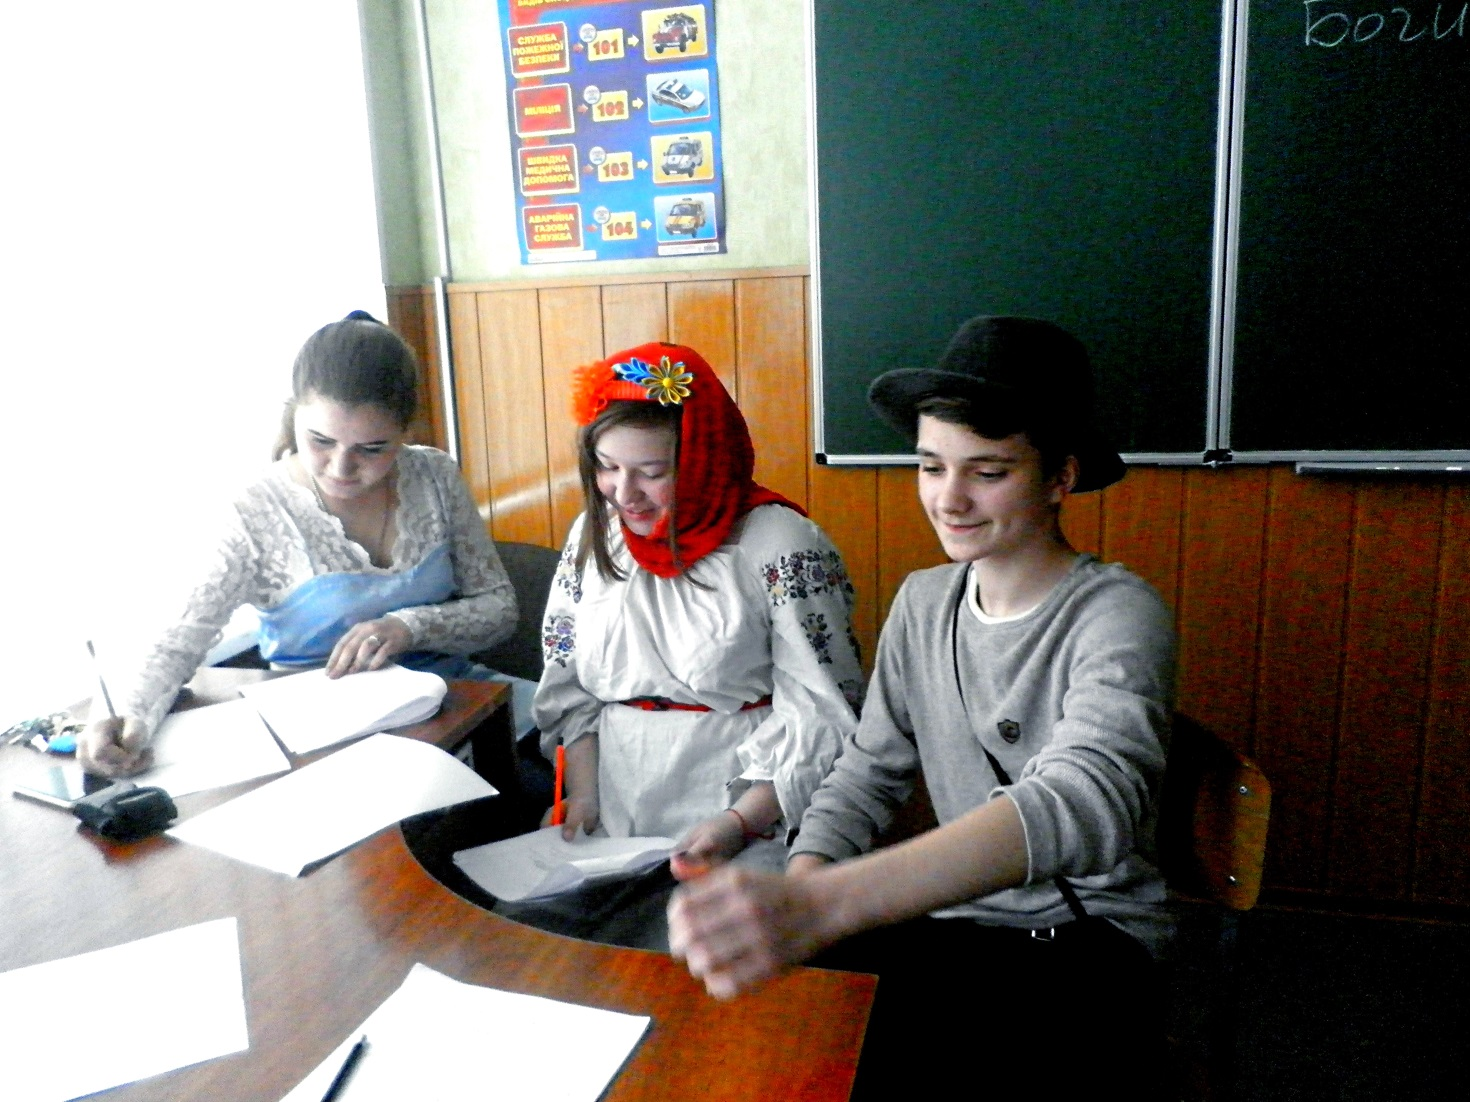 СЛУЖБА
ПОЖЕЖНОЇ
БЕЗПЕКИ
101
МІЛІЦІЯ
102
ШВИДКА
МЕДИЧНА
ДОПОМОГА
103
АВАРІЙНА
ГАЗОВА
СЛУЖБА
104
Боги